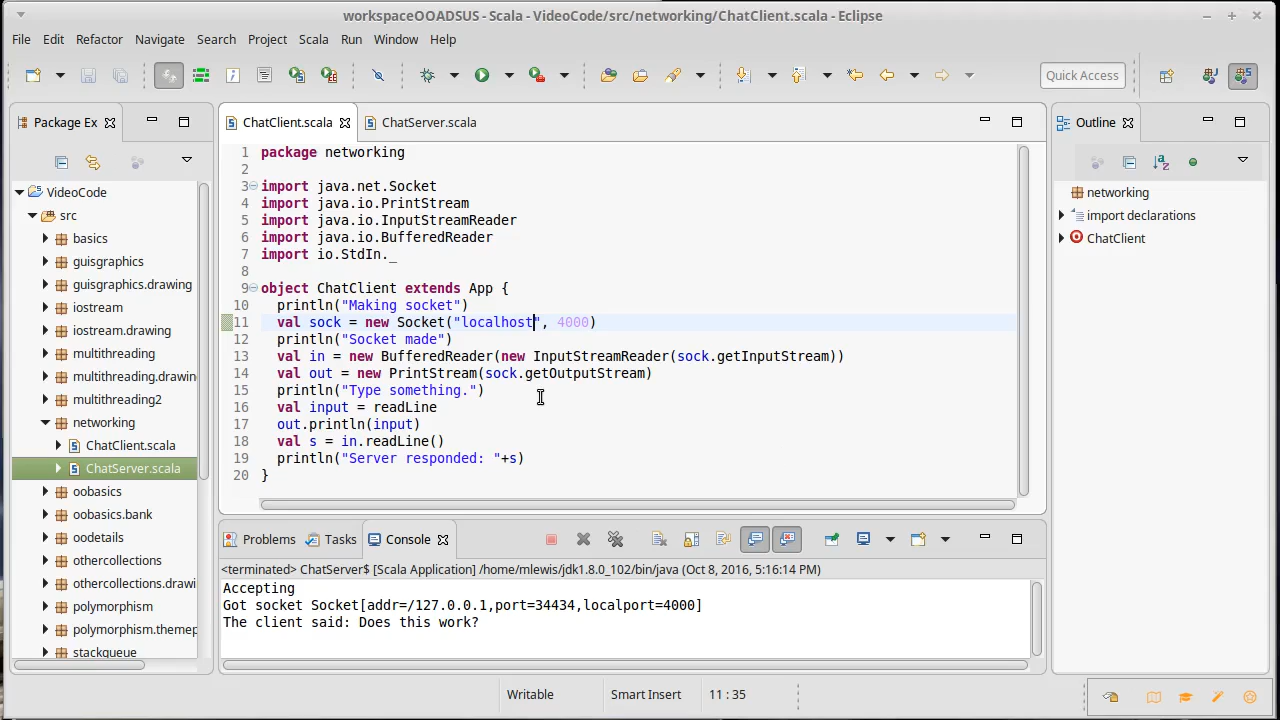 workspaceOOADSUS - Scala - VideoCode/src/networking/ChatClient.scala - Eclipse
File Edit Refactor Navigate Search Project Scala Run Window Help
Quick Access
Package Ex
VideoCode
src
basics
guisgraphics
guisgraphics.drawing
iostream
iostream.drawing
multithreading
multithreading.drawin
multithreading2
networking
ChatClient.scala
ChatServer.scala
oobasics
oobasics.bank
oodetails
othercollections
othercollections.drawi
polymorphism
polymorphism.themep
stackqueue
ChatClient.scala ChatServer.scala
1 package networking
2
3 import java.net.Socket
4 import java.io.PrintStream
5 import java.io.InputStreamReader
6 import java.io.BufferedReader
7 import io.StdIn._
8
9 object ChatClient extends App {
10 println("Making socket")
11 val sock = new Socket("localhost", 4000)
12 println("Socket made")
13 val in = new BufferedReader(new InputStreamReader(sock.getInputStream))
14 val out = new PrintStream(sock.getOutputStream)
15 println("Type something.")
16 val input = readLine
17 out.println(input)
18 val s = in.readLine()
19 println("Server responded: "+s)
20 }
Outline
networking
import declarations
ChatClient
Problems Tasks Console
<terminated> ChatServer$ [Scala Application] /home/mlewis/jdk1.8.0_102/bin/java (Oct 8, 2016, 5:16:14 PM)
Accepting
Got socket Socket[addr=/127.0.0.1,port=34434,localport=4000]
The client said: Does this work?
Writable Smart Insert 11 : 35